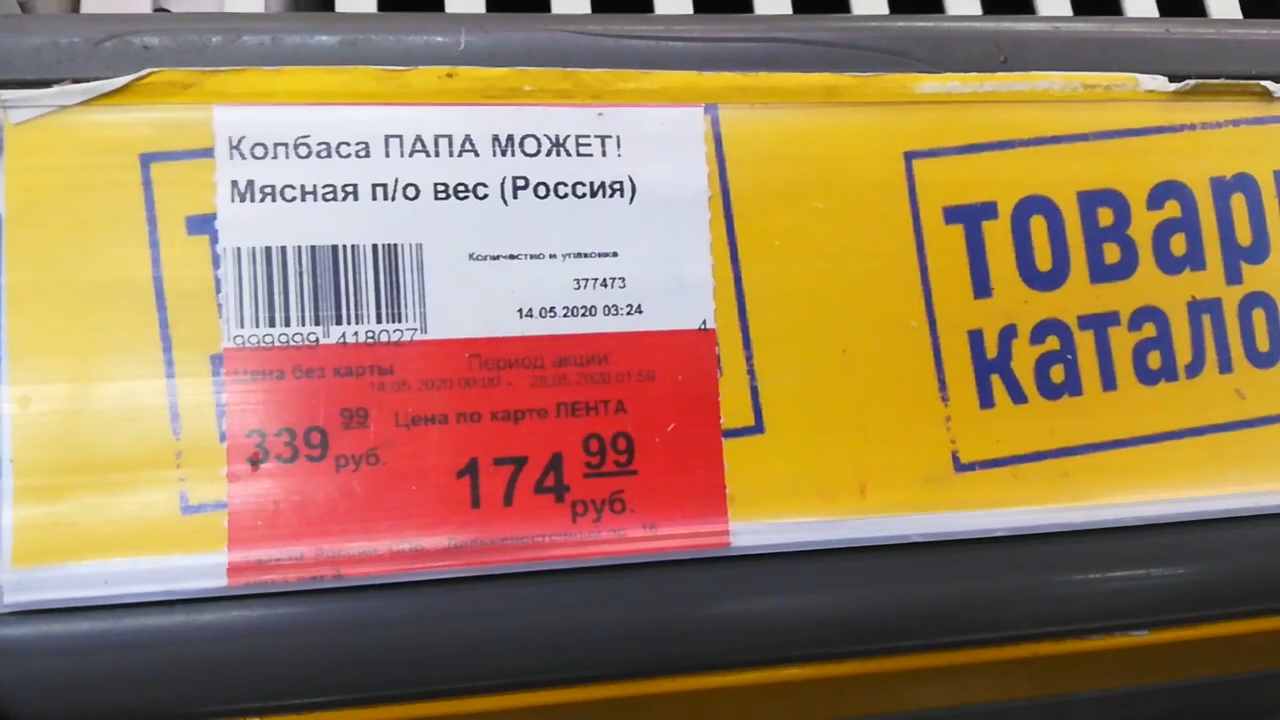 Колбаса ПАПА МОЖЕТ!
Мясная п/о вес (Россия)
Количество и упаковка
377473
14.05.2020 03:24
999999 418027 4
Цена без карты
Период акции:
14.05.2020 00:00 - 28.05.2020 01:59
339 99 руб.
Цена по карте ЛЕНТА
174 99 руб.
товар
катало